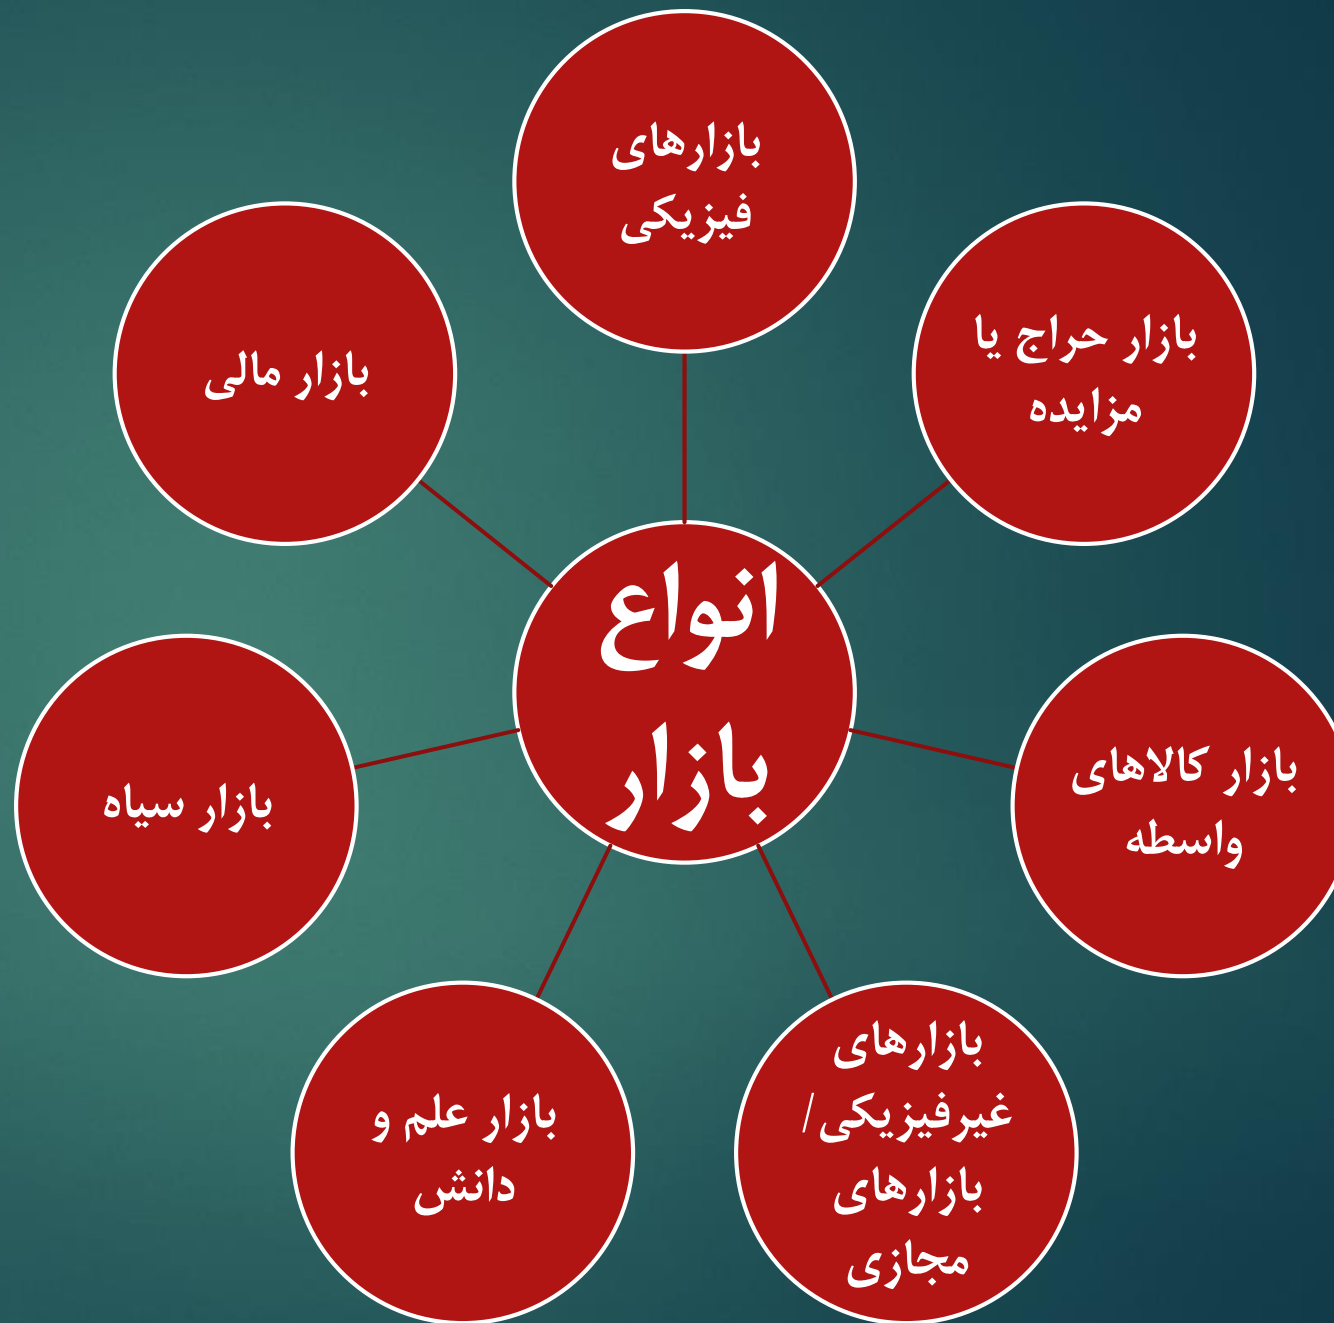 بازارهای
فیزیکی
بازار حراج یا
مزایده
بازار مالی
انواع
بازار
بازار کالاهای
واسطه
بازار سیاه
بازارهای
غیرفیزیکی/
بازارهای
مجازی
بازار علم و
دانش